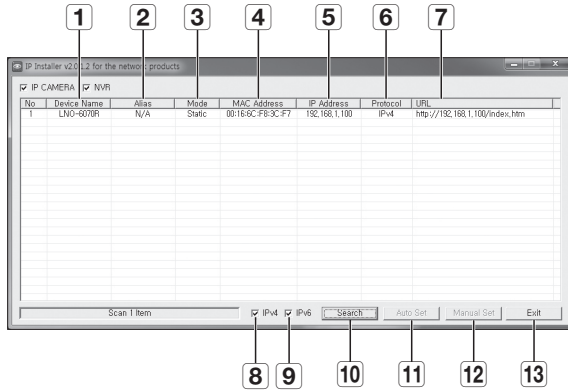 1 2 3 4 5 6 7
IP Installer v2.0.1.2 for the network products
IP CAMERA NVR
No Device Name Alias Mode MAC Address IP Address Protocol URL
1 LNO-6070R N/A Static 00:16:6C:F8:3C:F7 192,168,1,100 IPv4 http://192,168,1,100/index,htm
Scan 1 Item IPv4 IPv6 Search Auto Set Manual Set Exit
8 9 10 11 12 13